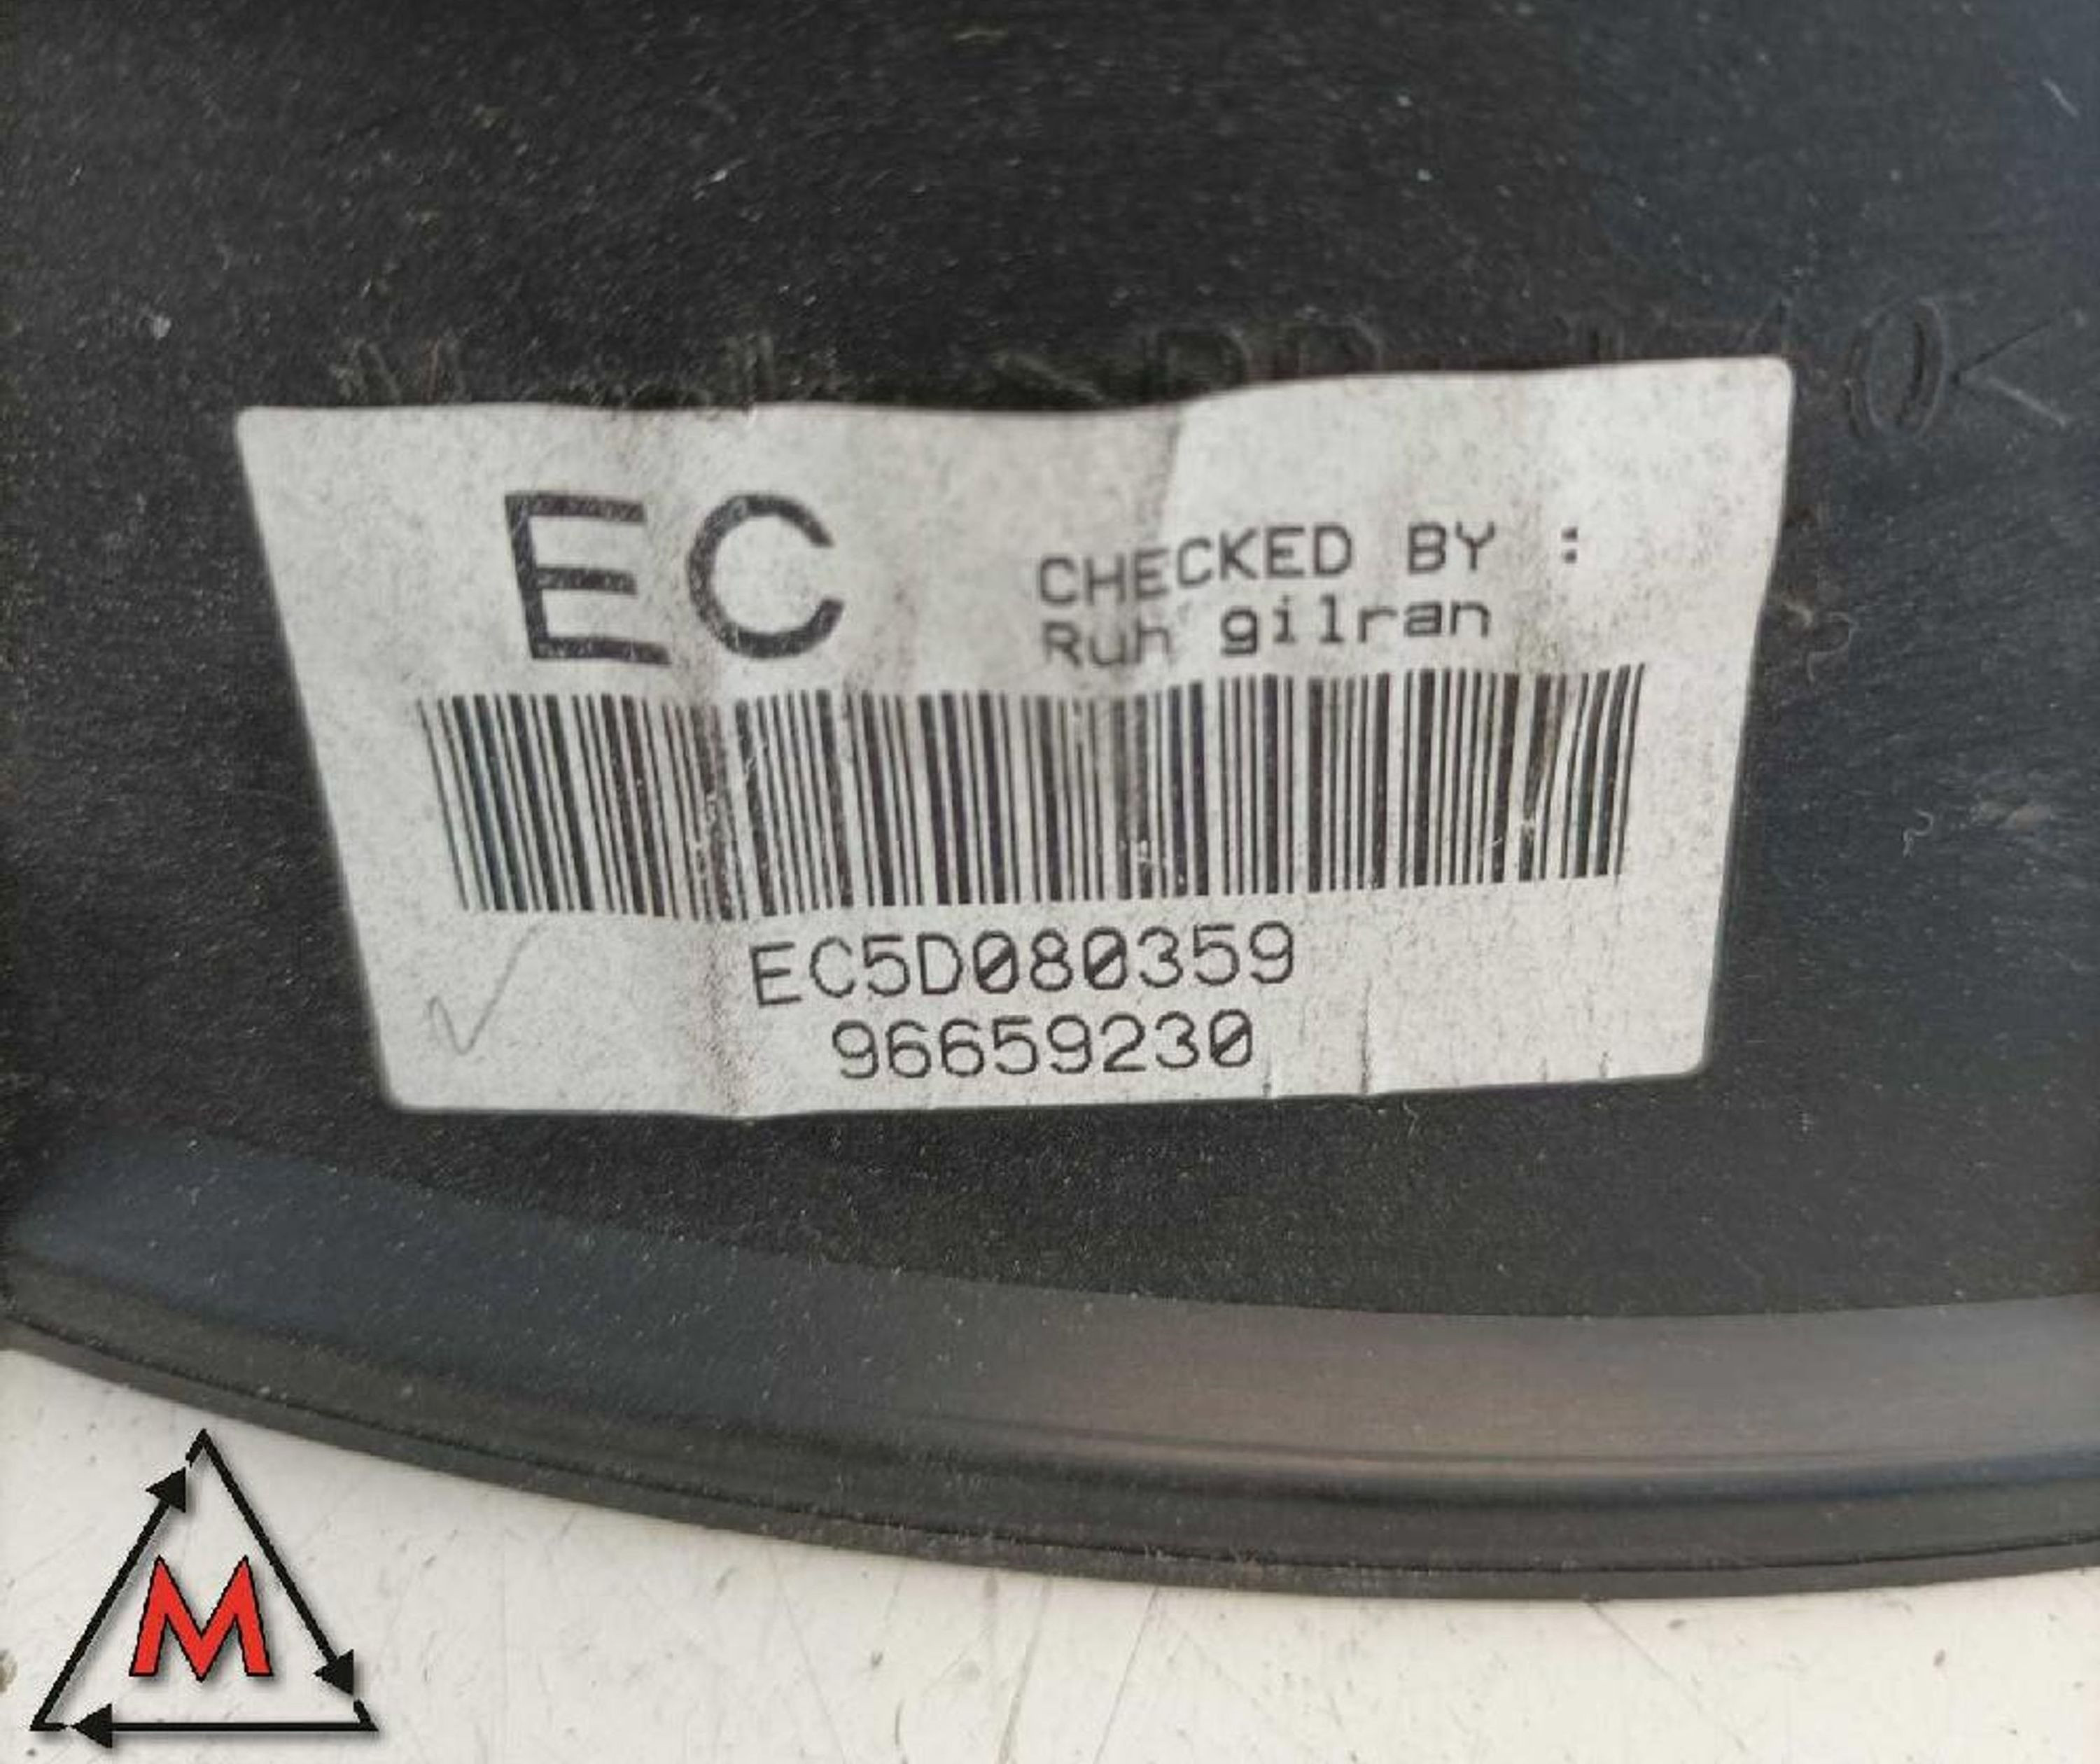 EC
CHECKED BY :
Ruh gilran
EC5D080359
96659230
M